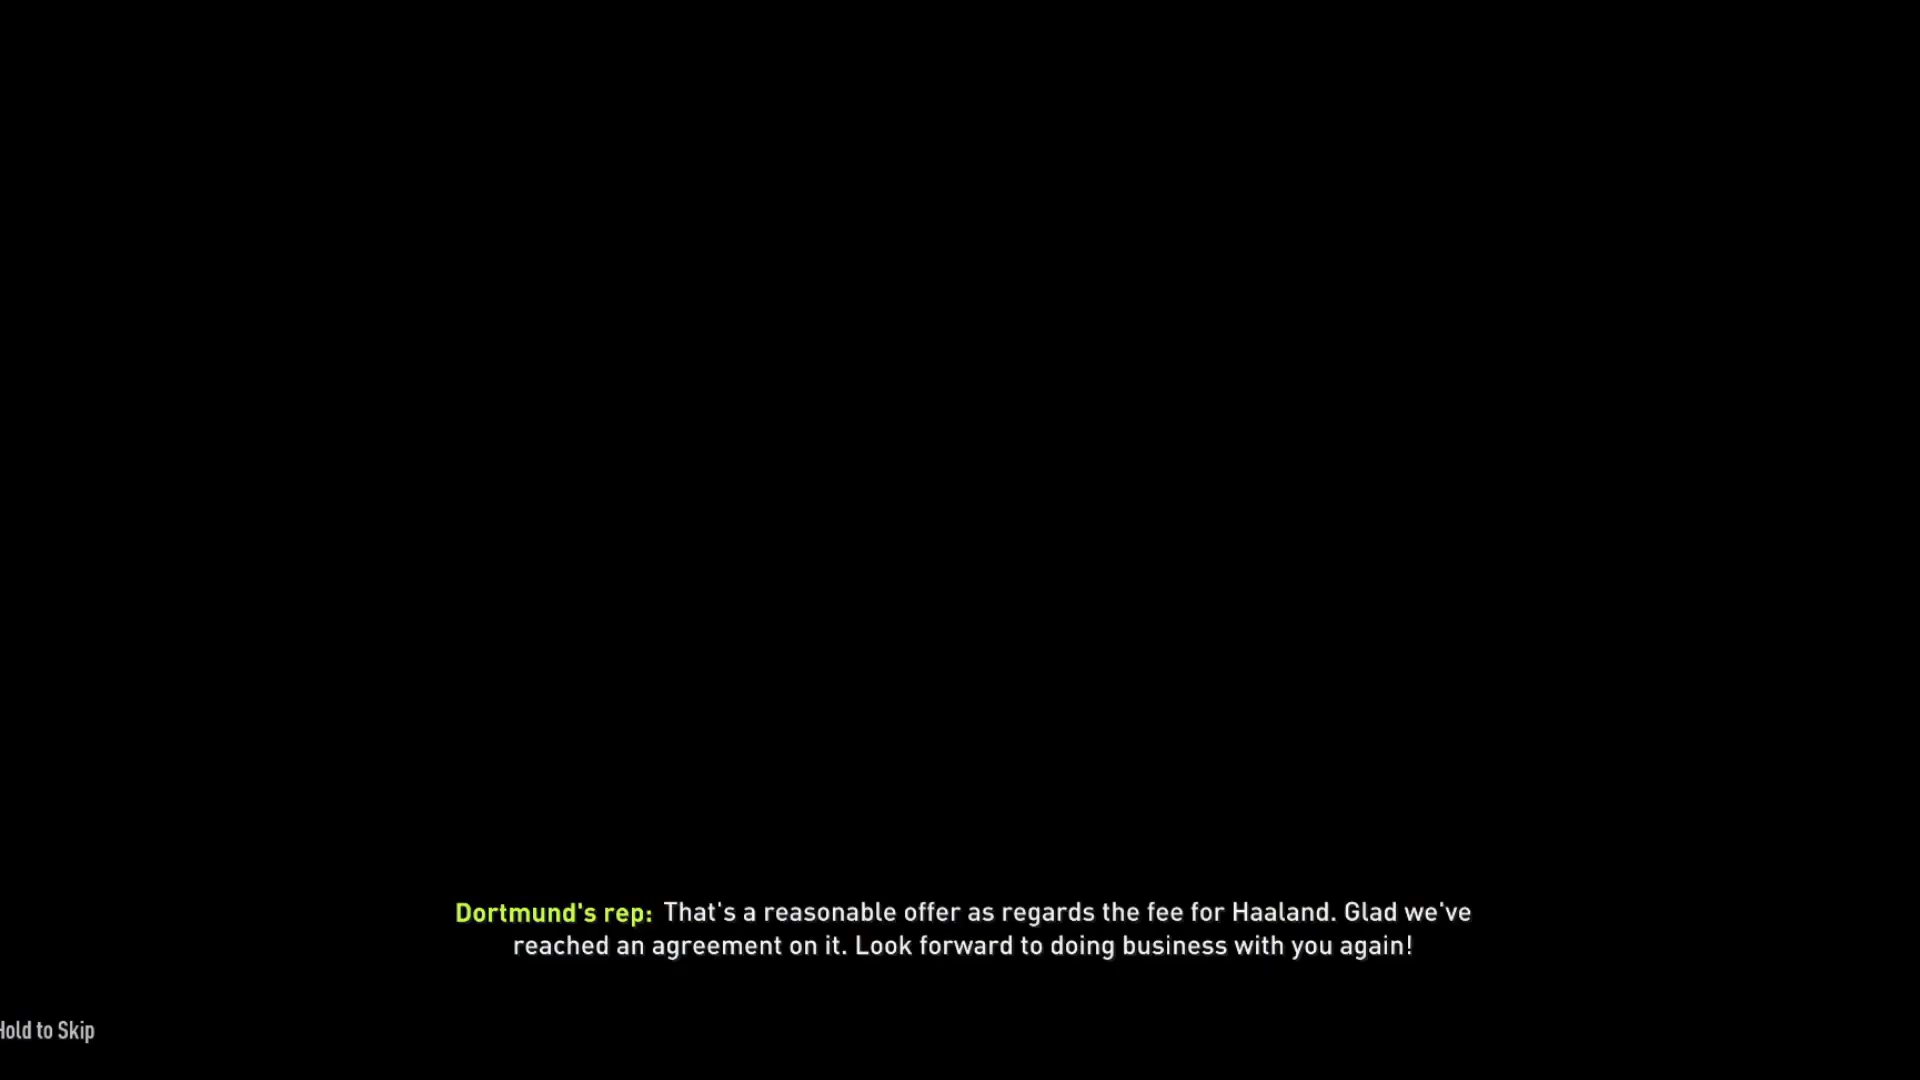 Dortmund's rep: That's a reasonable offer as regards the fee for Haaland. Glad we've
reached an agreement on it. Look forward to doing business with you again!
Hold to Skip